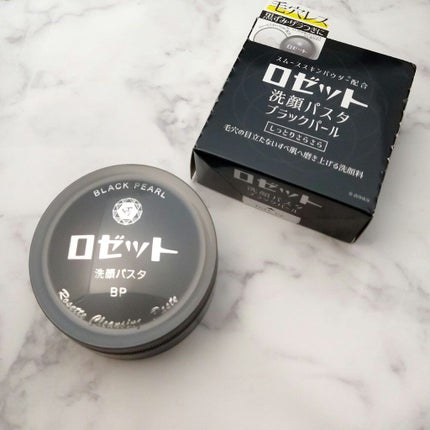 毛穴レス
黒ずみ・ザラつきに
ロゼット
スムーススキンパウダー配合
ロゼット
洗顔パスタ
ブラックパール
しっとりさらさら
毛穴の目立たないすべ肌へ磨き上げる洗顔料
BLACK PEARL
ロゼット
洗顔パスタ
BP
Rosette Cleansing Paste